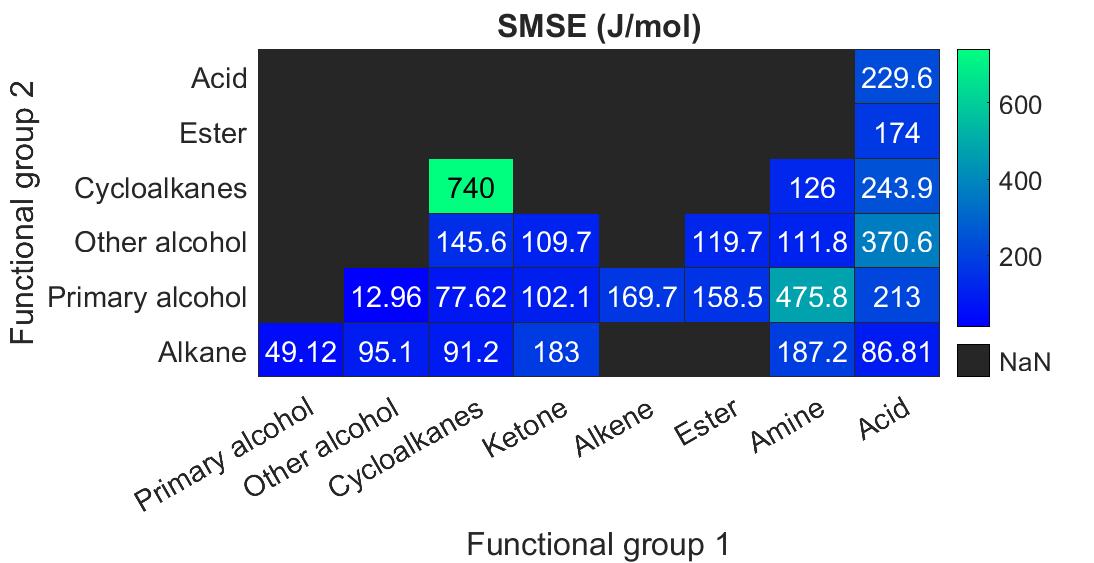 SMSE (J/mol)
Functional group 2
Acid 229.6
Ester 174
Cycloalkanes 740 126 243.9
Other alcohol 145.6 109.7 119.7 111.8 370.6
Primary alcohol 12.96 77.62 102.1 169.7 158.5 475.8 213
Alkane 49.12 95.1 91.2 183 187.2 86.81
600
400
200
NaN
Primary alcohol
Other alcohol
Cycloalkanes
Ketone
Alkene
Ester
Amine
Acid
Functional group 1